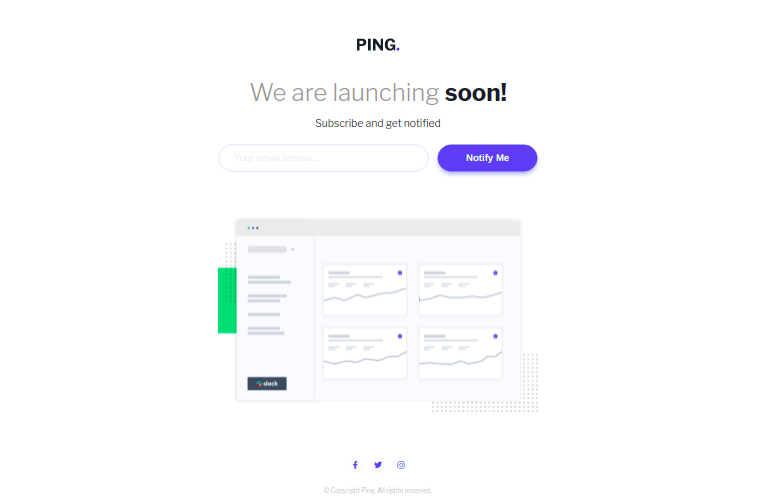 PING.
We are launching soon!
Subscribe and get notified
Your email adress...
Notify Me
slack
© Copyright Ping. All rights reserved.